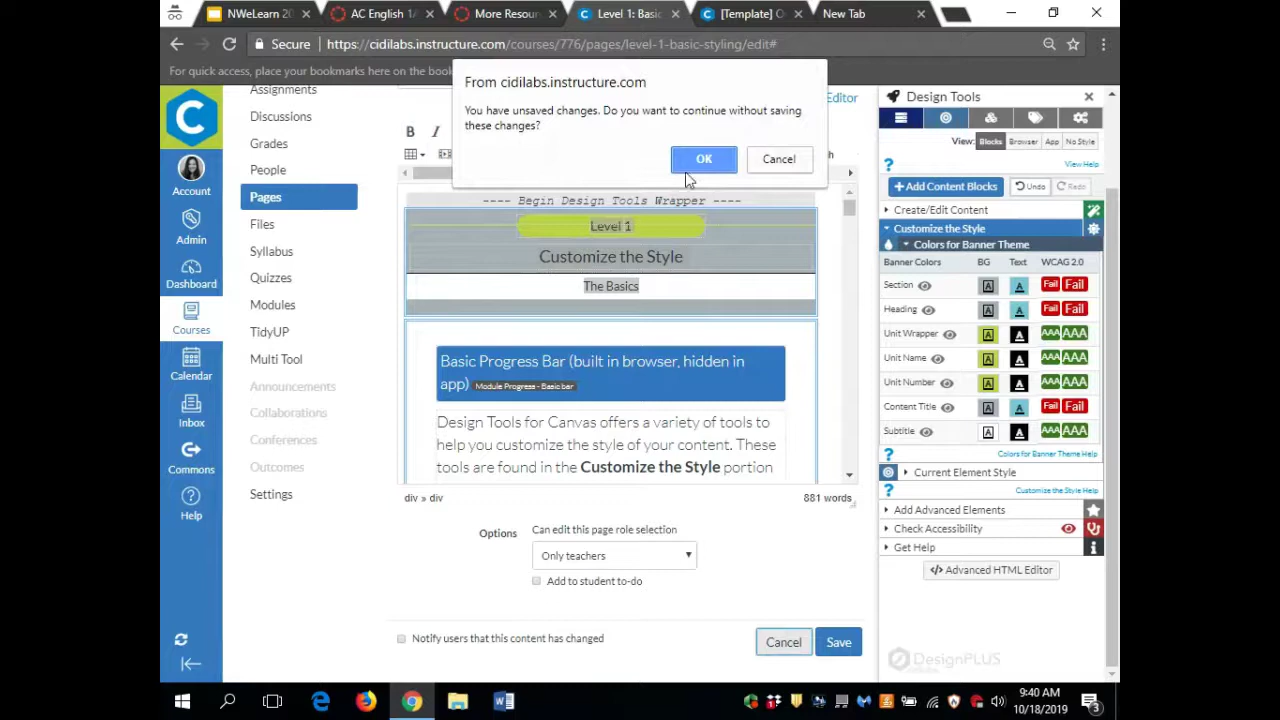 NWeLearn 20
AC English 1/
More Resour
Level 1: Basic
[Template] O
New Tab
Secure
https://cidilabs.instructure.com/courses/776/pages/level-1-basic-styling/edit#
For quick access, place your bookmarks here on the book
From cidilabs.instructure.com
You have unsaved changes. Do you want to continue without saving
these changes?
OK
Cancel
Account
Admin
Dashboard
Courses
Calendar
Inbox
Commons
Help
Assignments
Discussions
Grades
People
Pages
Files
Syllabus
Quizzes
Modules
TidyUP
Multi Tool
Announcements
Collaborations
Conferences
Outcomes
Settings
Editor
B I
---- Begin Design Tools Wrapper ----
Level 1
Customize the Style
The Basics
Basic Progress Bar (built in browser, hidden in
app) Module Progress - Basic bar
Design Tools for Canvas offers a variety of tools to
help you customize the style of your content. These
tools are found in the Customize the Style portion
div » div
881 words
Options
Can edit this page role selection
Only teachers
Add to student to-do
Notify users that this content has changed
Cancel
Save
Design Tools
View: Blocks Browser App No Style
View Help
+ Add Content Blocks
Undo
Redo
Create/Edit Content
Customize the Style
Colors for Banner Theme
Banner Colors BG Text WCAG 2.0
Section A A Fail Fail
Heading A A Fail Fail
Unit Wrapper A A AAA AAA
Unit Name A A AAA AAA
Unit Number A A AAA AAA
Content Title A A Fail Fail
Subtitle A A AAA AAA
Colors for Banner Theme Help
Current Element Style
Customize the Style Help
Add Advanced Elements
Check Accessibility
Get Help
</> Advanced HTML Editor
DesignPLUS
9:40 AM
10/18/2019
3